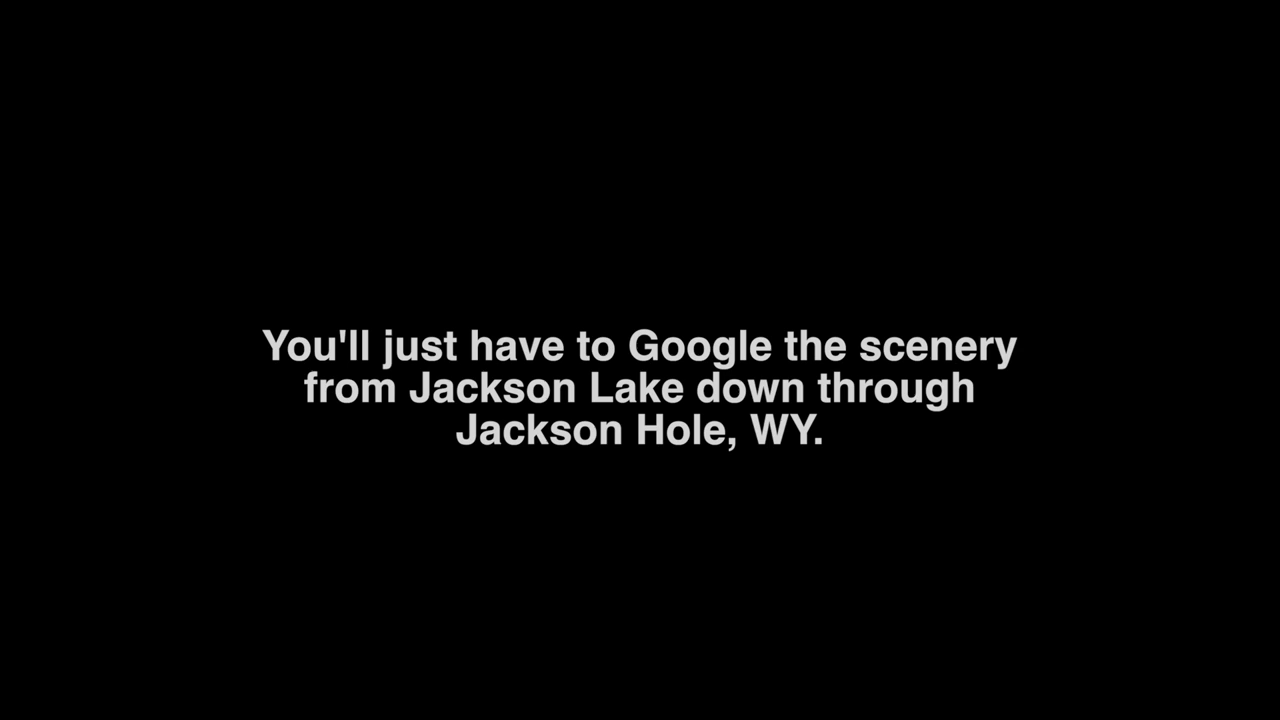 You'll just have to Google the scenery
from Jackson Lake down through
Jackson Hole, WY.